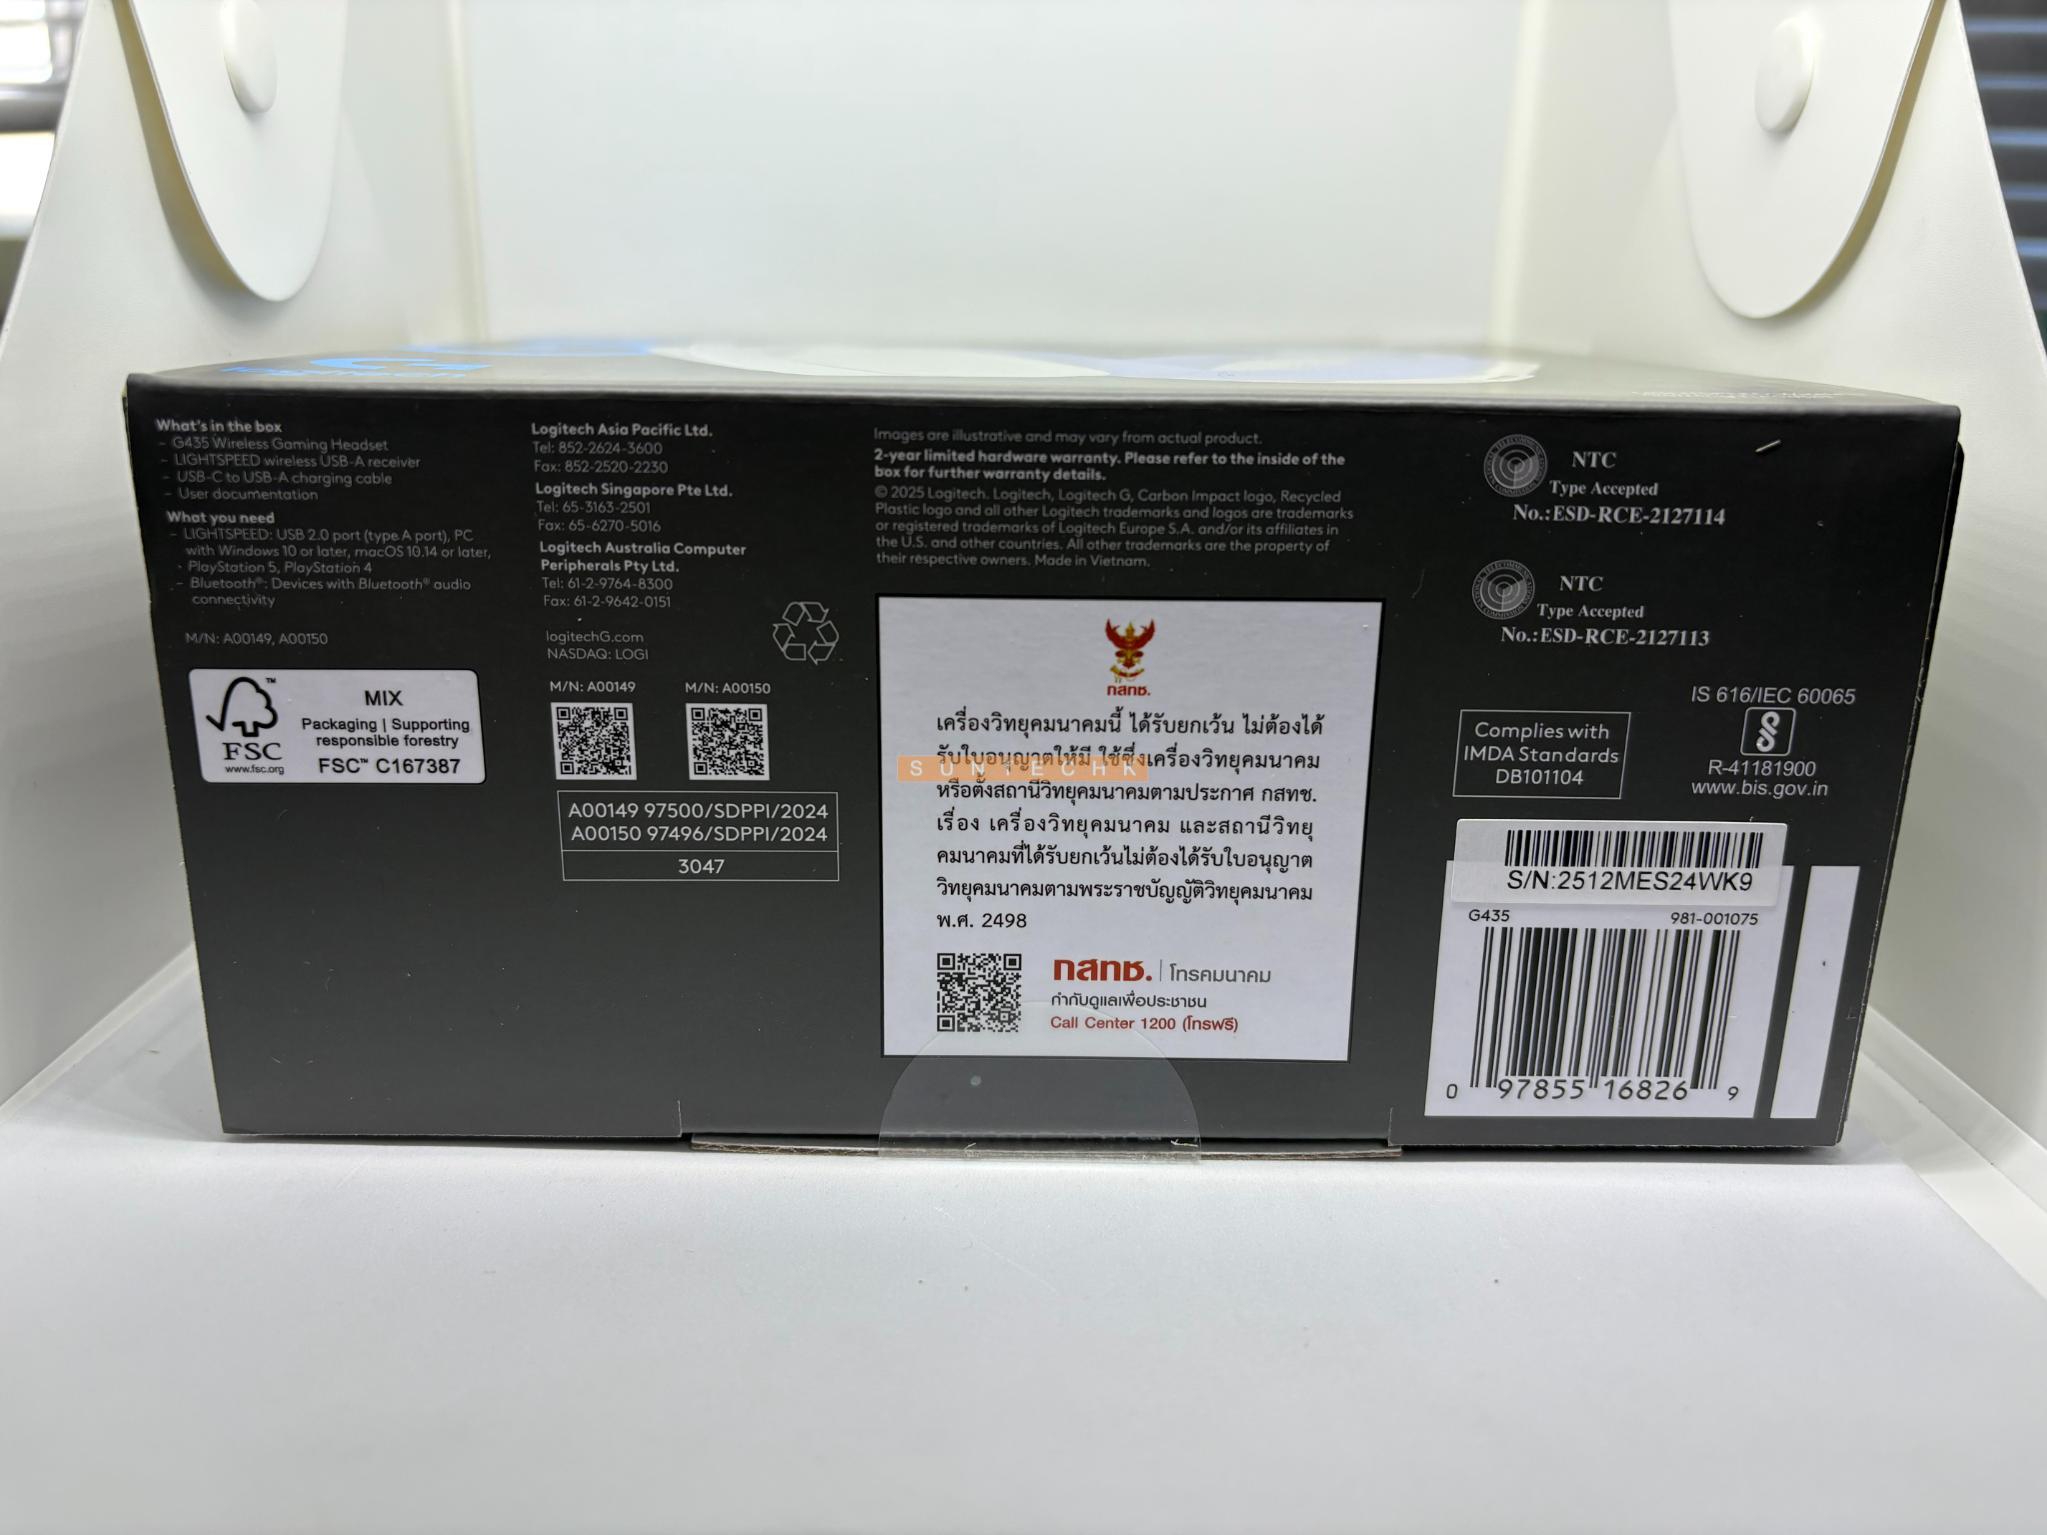 logitech
What's in the box
- G435 Wireless Gaming Headset
- LIGHTSPEED wireless USB-A receiver
- USB-C to USB-A charging cable
- User documentation
What you need
- LIGHTSPEED: USB 2.0 port (type A port), PC
with Windows 10 or later, macOS 10.14 or later,
• PlayStation 5, PlayStation 4
- Bluetooth®: Devices with Bluetooth® audio
connectivity
M/N: A00149, A00150
FSC
www.fsc.org
MIX
Packaging | Supporting
responsible forestry
FSC™ C167387
Logitech Asia Pacific Ltd.
Tel: 852-2624-3600
Fax: 852-2520-2230
Logitech Singapore Pte Ltd.
Tel: 65-3163-2501
Fax: 65-6270-5016
Logitech Australia Computer
Peripherals Pty Ltd.
Tel: 61-2-9764-8300
Fax: 61-2-9642-0151
logitechG.com
NASDAQ: LOGI
M/N: A00149 M/N: A00150
A00149 97500/SDPPI/2024
A00150 97496/SDPPI/2024
3047
Images are illustrative and may vary from actual product.
2-year limited hardware warranty. Please refer to the inside of the
box for further warranty details.
© 2025 Logitech. Logitech, Logitech G, Carbon Impact logo, Recycled
Plastic logo and all other Logitech trademarks and logos are trademarks
or registered trademarks of Logitech Europe S.A. and/or its affiliates in
the U.S. and other countries. All other trademarks are the property of
their respective owners. Made in Vietnam.
กสทช.
เครื่องวิทยุคมนาคมนี้ ได้รับยกเว้น ไม่ต้องได้
รับใบอนุญาตให้มี ใช้ซึ่งเครื่องวิทยุคมนาคม
หรือตั้งสถานีวิทยุคมนาคมตามประกาศ กสทช.
เรื่อง เครื่องวิทยุคมนาคม และสถานีวิทยุ
คมนาคมที่ได้รับยกเว้นไม่ต้องได้รับใบอนุญาต
วิทยุคมนาคมตามพระราชบัญญัติวิทยุคมนาคม
พ.ศ. 2498
SUNTECHK
กสทช. | โทรคมนาคม
กำกับดูแลเพื่อประชาชน
Call Center 1200 (โทรฟรี)
NTC
Type Accepted
No.:ESD-RCE-2127114
NTC
Type Accepted
No.:ESD-RCE-2127113
Complies with
IMDA Standards
DB101104
IS 616/IEC 60065
R-41181900
www.bis.gov.in
S/N:2512MES24WK9
G435 981-001075
0 97855 16826 9